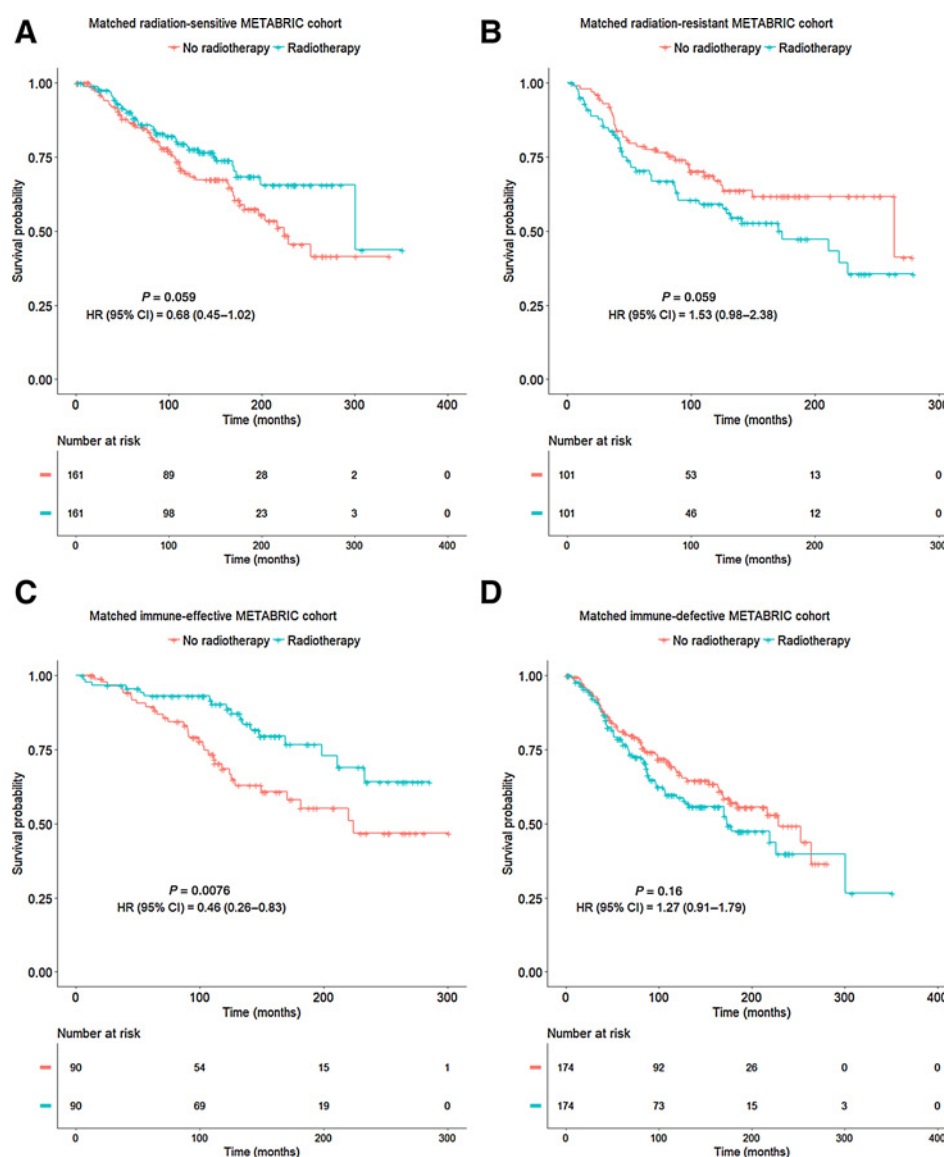 A
Matched radiation-sensitive METABRIC cohort
No radiotherapy Radiotherapy
1.00
0.75
0.50
0.25
0.00
Survival probability
P = 0.059
HR (95% CI) = 0.68 (0.45–1.02)
0 100 200 300 400
Time (months)
Number at risk
161 89 28 2 0
161 98 23 3 0
0 100 200 300 400
Time (months)
B
Matched radiation-resistant METABRIC cohort
No radiotherapy Radiotherapy
1.00
0.75
0.50
0.25
0.00
Survival probability
P = 0.059
HR (95% CI) = 1.53 (0.98–2.38)
0 100 200 300
Time (months)
Number at risk
101 53 13 0
101 46 12 0
0 100 200 300
Time (months)
C
Matched immune-effective METABRIC cohort
No radiotherapy Radiotherapy
1.00
0.75
0.50
0.25
0.00
Survival probability
P = 0.0076
HR (95% CI) = 0.46 (0.26–0.83)
0 100 200 300
Time (months)
Number at risk
90 54 15 1
90 69 19 0
0 100 200 300
Time (months)
D
Matched immune-defective METABRIC cohort
No radiotherapy Radiotherapy
1.00
0.75
0.50
0.25
0.00
Survival probability
P = 0.16
HR (95% CI) = 1.27 (0.91–1.79)
0 100 200 300 400
Time (months)
Number at risk
174 92 26 0 0
174 73 15 3 0
0 100 200 300 400
Time (months)